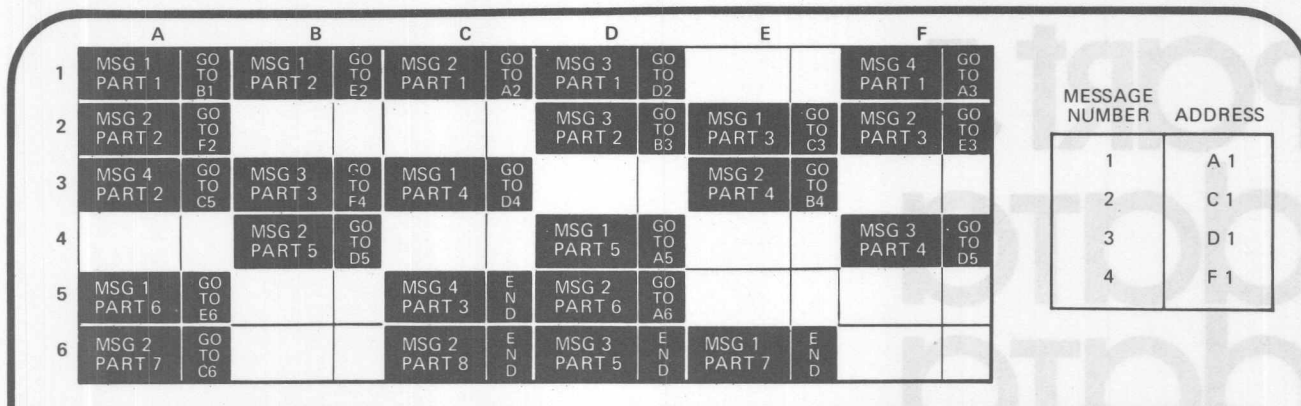 A B C D E F
1
MSG 1
PART 1
GO
TO
B1
MSG 1
PART 2
GO
TO
E2
MSG 2
PART 1
GO
TO
A2
MSG 3
PART 1
GO
TO
D2
MSG 4
PART 1
GO
TO
A3
2
MSG 2
PART 2
GO
TO
F2
MSG 3
PART 2
GO
TO
B3
MSG 1
PART 3
GO
TO
C3
MSG 2
PART 3
GO
TO
E3
3
MSG 4
PART 2
GO
TO
C5
MSG 3
PART 3
GO
TO
F4
MSG 1
PART 4
GO
TO
D4
MSG 2
PART 4
GO
TO
B4
4
MSG 2
PART 5
GO
TO
D5
MSG 1
PART 5
GO
TO
A5
MSG 3
PART 4
GO
TO
D5
5
MSG 1
PART 6
GO
TO
E6
MSG 4
PART 3
E
N
D
MSG 2
PART 6
GO
TO
A6
6
MSG 2
PART 7
GO
TO
C6
MSG 2
PART 8
E
N
D
MSG 3
PART 5
E
N
D
MSG 1
PART 7
E
N
D
MESSAGE
NUMBER ADDRESS
1 A 1
2 C 1
3 D 1
4 F 1